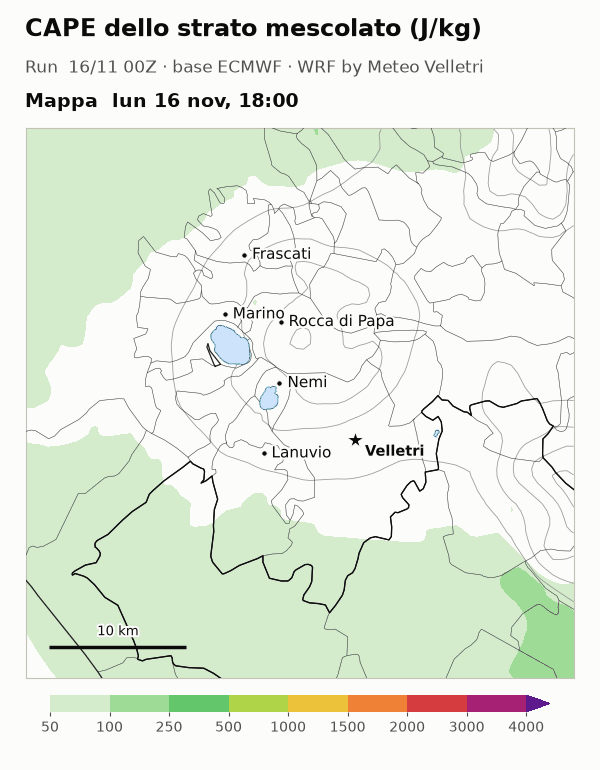 CAPE dello strato mescolato (J/kg)
Run 16/11 00Z · base ECMWF · WRF by Meteo Velletri
Mappa lun 16 nov, 18:00
Frascati
Marino
Rocca di Papa
Nemi
Velletri
Lanuvio
10 km
50 100 250 500 1000 1500 2000 3000 4000